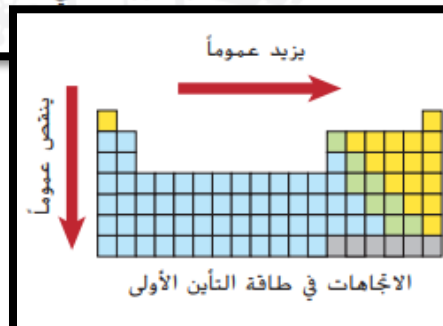 يزيد عموماً
ينقص عموماً
الاتجاهات في طاقة التأين الأولى